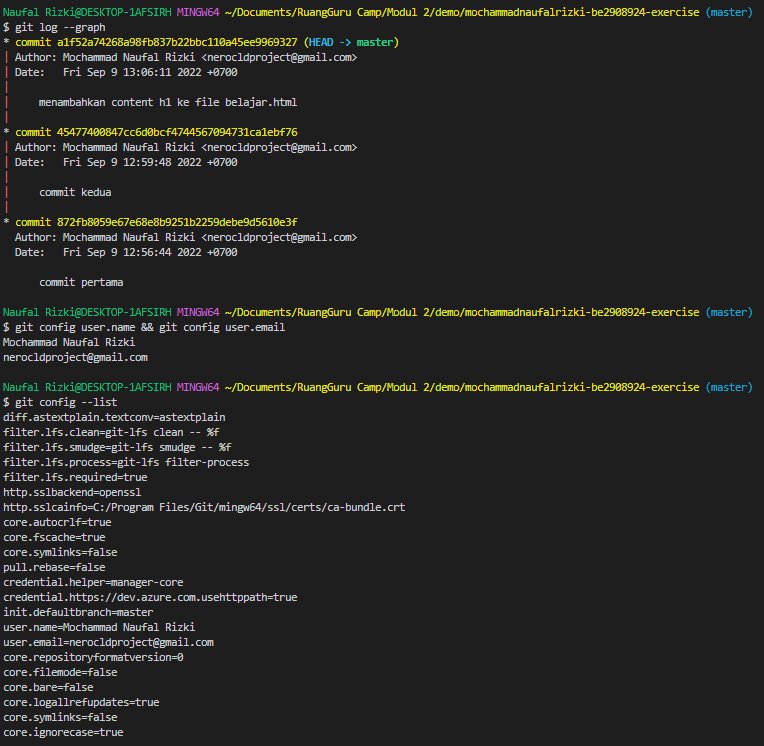 Naufal Rizki@DESKTOP-1AFSIRH MINGW64 ~/Documents/RuangGuru Camp/Modul 2/demo/mochammadnaufalrizki-be2908924-exercise (master)
$ git log --graph
* commit a1f52a74268a98fb837b22bbc110a45ee9969327 (HEAD -> master)
| Author: Mochammad Naufal Rizki <nerocldproject@gmail.com>
| Date:   Fri Sep 9 13:06:11 2022 +0700
|
|     menambahkan content h1 ke file belajar.html
|
* commit 45477400847cc6d0bcf4744567094731ca1ebf76
| Author: Mochammad Naufal Rizki <nerocldproject@gmail.com>
| Date:   Fri Sep 9 12:59:48 2022 +0700
|
|     commit kedua
|
* commit 872fb8059e67e68e8b9251b2259debe9d5610e3f
  Author: Mochammad Naufal Rizki <nerocldproject@gmail.com>
  Date:   Fri Sep 9 12:56:44 2022 +0700
      commit pertama
Naufal Rizki@DESKTOP-1AFSIRH MINGW64 ~/Documents/RuangGuru Camp/Modul 2/demo/mochammadnaufalrizki-be2908924-exercise (master)
$ git config user.name && git config user.email
Mochammad Naufal Rizki
nerocldproject@gmail.com
Naufal Rizki@DESKTOP-1AFSIRH MINGW64 ~/Documents/RuangGuru Camp/Modul 2/demo/mochammadnaufalrizki-be2908924-exercise (master)
$ git config --list
diff.astextplain.textconv=astextplain
filter.lfs.clean=git-lfs clean -- %f
filter.lfs.smudge=git-lfs smudge -- %f
filter.lfs.process=git-lfs filter-process
filter.lfs.required=true
http.sslbackend=openssl
http.sslcainfo=C:/Program Files/Git/mingw64/ssl/certs/ca-bundle.crt
core.autocrlf=true
core.fscache=true
core.symlinks=false
pull.rebase=false
credential.helper=manager-core
credential.https://dev.azure.com.usehttppath=true
init.defaultbranch=master
user.name=Mochammad Naufal Rizki
user.email=nerocldproject@gmail.com
core.repositoryformatversion=0
core.filemode=false
core.bare=false
core.logallrefupdates=true
core.symlinks=false
core.ignorecase=true